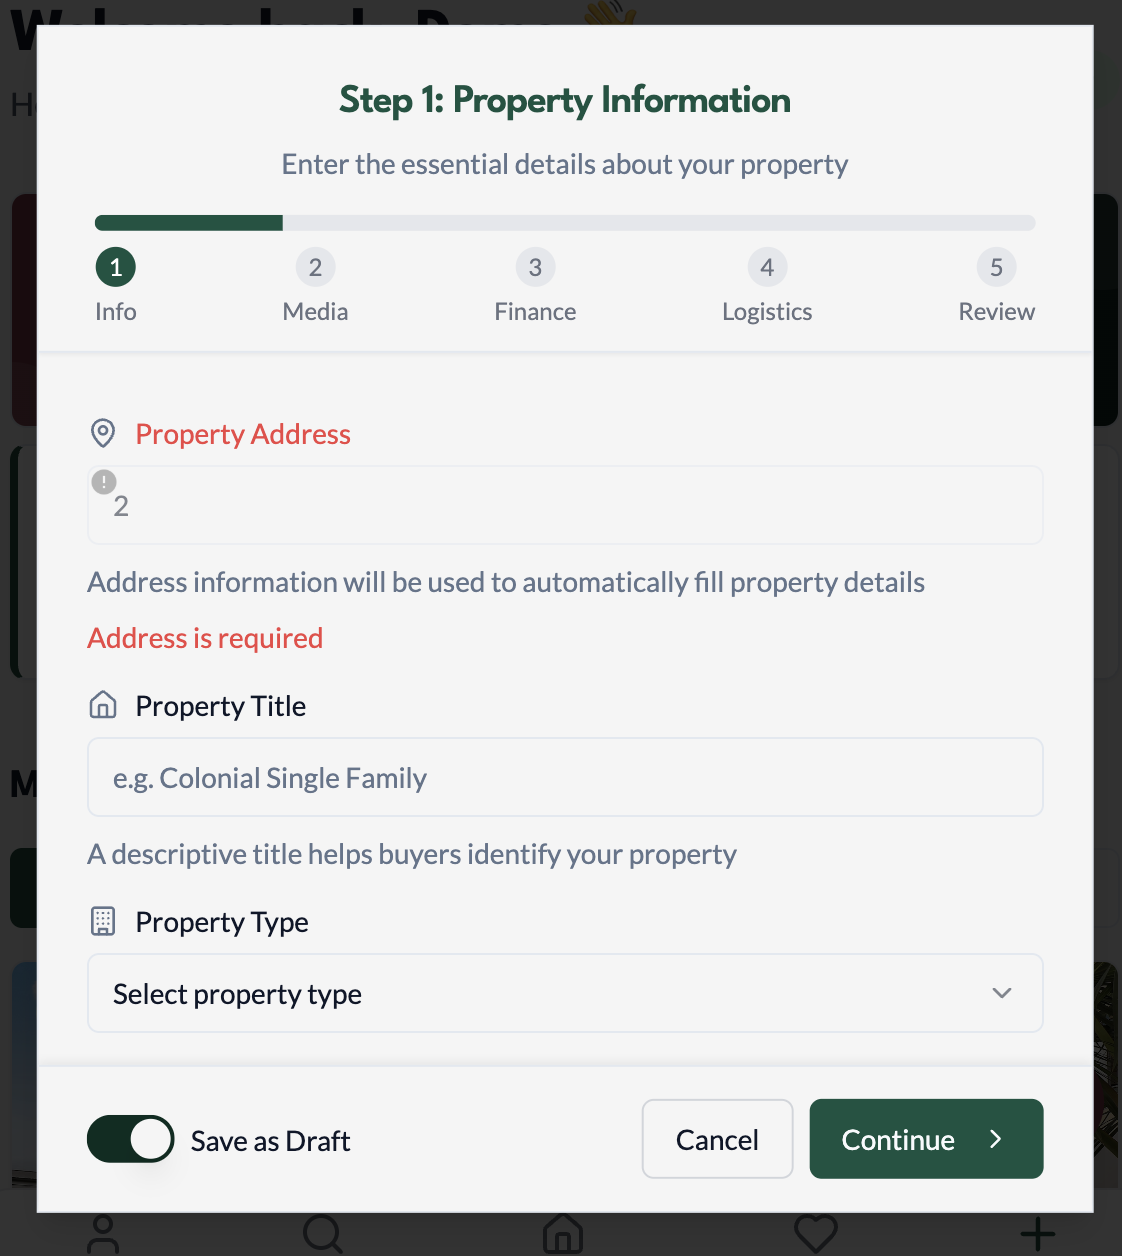 Step 1: Property Information
Enter the essential details about your property
1 2 3 4 5
Info Media Finance Logistics Review
Property Address
!
2
Address information will be used to automatically fill property details
Address is required
Property Title
e.g. Colonial Single Family
A descriptive title helps buyers identify your property
Property Type
Select property type
Save as Draft Cancel Continue